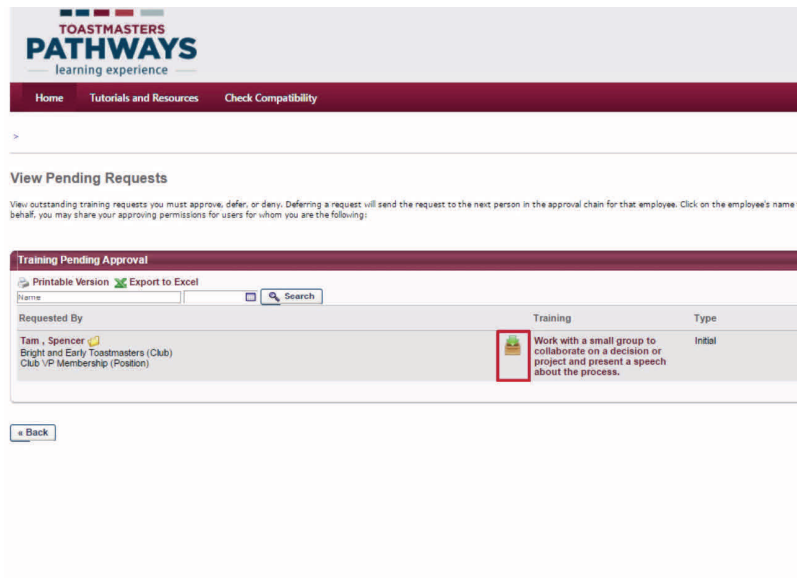 TOASTMASTERS
PATHWAYS
learning experience
Home Tutorials and Resources Check Compatibility
>
View Pending Requests
View outstanding training requests you must approve, defer, or deny. Deferring a request will send the request to the next person in the approval chain for that employee. Click on the employee's name
behalf, you may share your approving permissions for users for whom you are the following:
Training Pending Approval
Printable Version Export to Excel
Name Search
Requested By Training Type
Tam , Spencer Work with a small group to Initial
Bright and Early Toastmasters (Club) collaborate on a decision or
Club VP Membership (Position) project and present a speech
about the process.
« Back